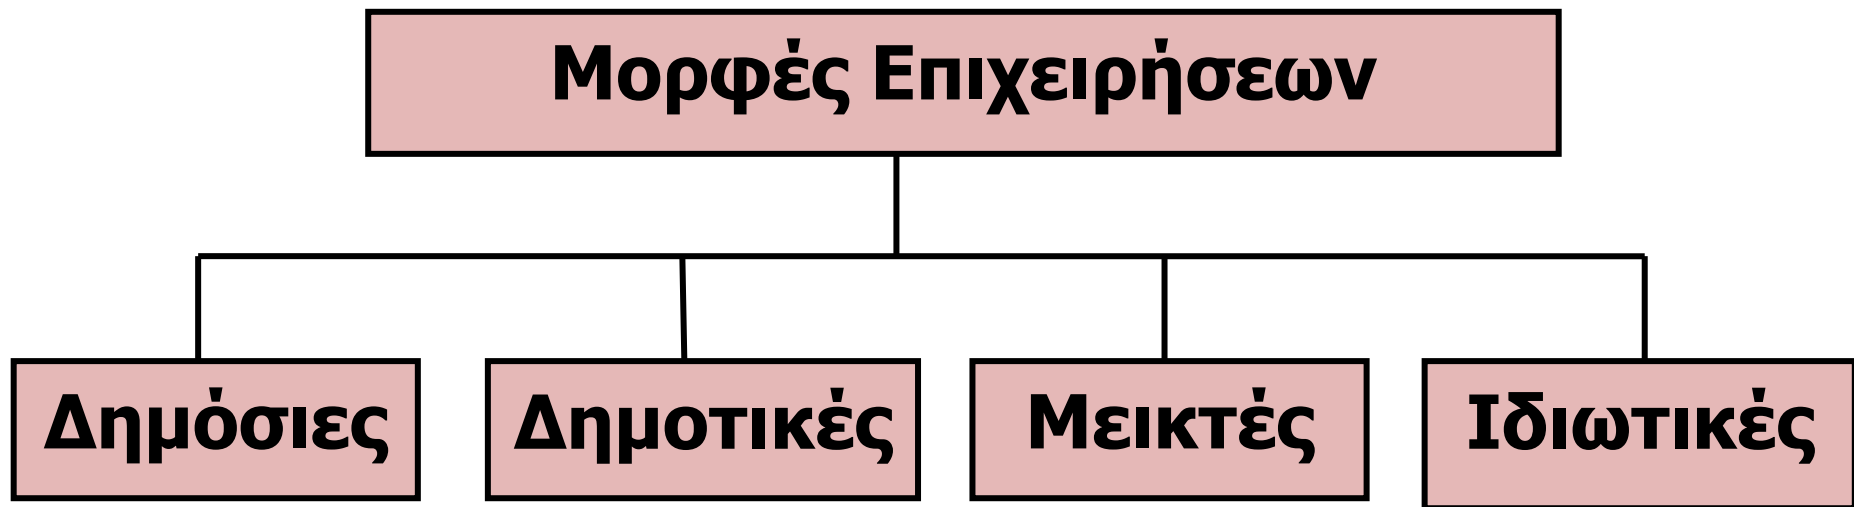 Μορφές Επιχειρήσεων
Δημόσιες
Δημοτικές
Μεικτές
Ιδιωτικές